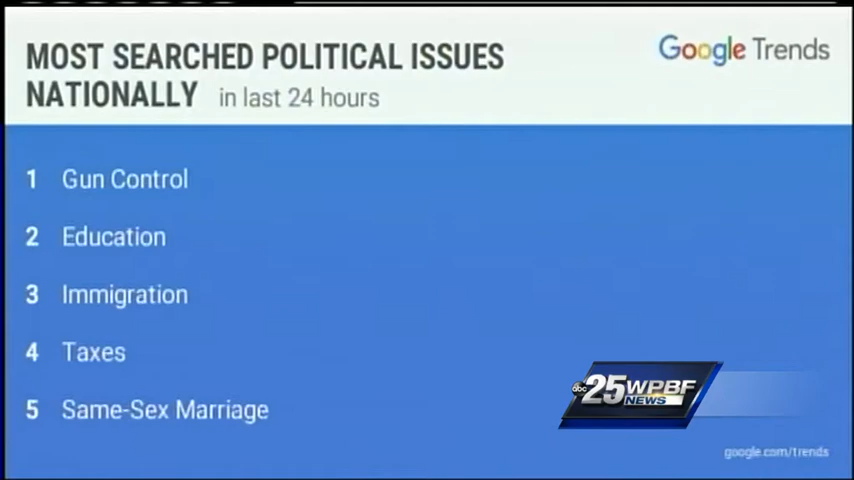 MOST SEARCHED POLITICAL ISSUES
NATIONALLY in last 24 hours
Google Trends
1 Gun Control
2 Education
3 Immigration
4 Taxes
5 Same-Sex Marriage
abc 25 WPBF
NEWS
google.com/trends